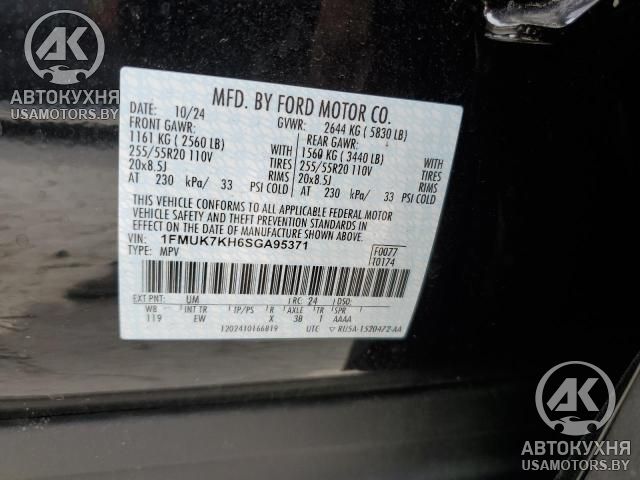 АК
АВТОКУХНЯ
USAMOTORS.BY
MFD. BY FORD MOTOR CO.
DATE: 10/24 GVWR: 2644 KG ( 5830 LB)
FRONT GAWR: REAR GAWR:
1161 KG ( 2560 LB) WITH 1560 KG ( 3440 LB) WITH
255/55R20 110V TIRES 255/55R20 110V TIRES
20x8.5J RIMS 20x8.5J RIMS
AT 230 kPa/ 33 PSI COLD AT 230 kPa/ 33 PSI COLD
THIS VEHICLE CONFORMS TO ALL APPLICABLE FEDERAL MOTOR
VEHICLE SAFETY AND THEFT PREVENTION STANDARDS IN
EFFECT ON THE DATE OF MANUFACTURE SHOWN ABOVE.
VIN: 1FMUK7KH6SGA95371
TYPE: MPV
F0077
T0174
EXT PNT: UM RC: 24 DSO:
WB INT TR TP/PS R AXLE TR SPR
119 EW X 3B 1 AAAA
1202410166819 UTC ▽ RU5A-1520472-AA
АК
АВТОКУХНЯ
USAMOTORS.BY